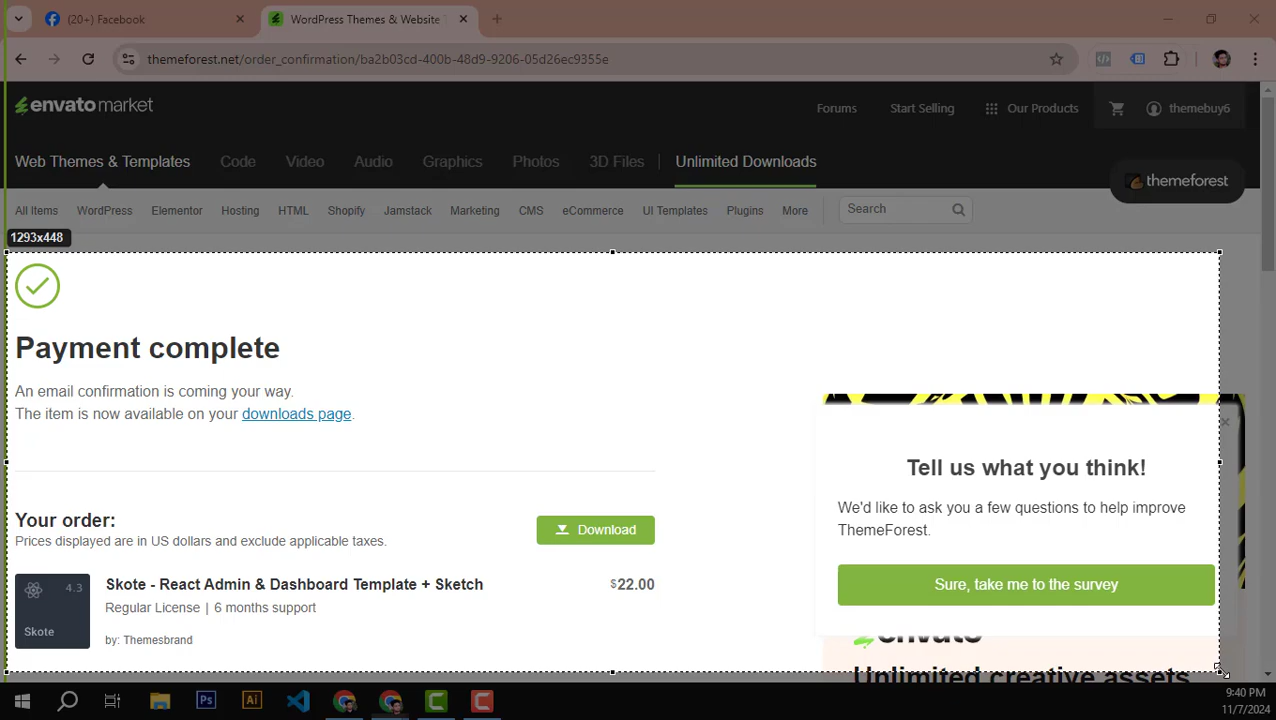 (20+) Facebook
WordPress Themes & Website
themeforest.net/order_confirmation/ba2b03cd-400b-48d9-9206-05d26ec9355e
envatomarket
Forums
Start Selling
Our Products
themebuy6
Web Themes & Templates
Code
Video
Audio
Graphics
Photos
3D Files
Unlimited Downloads
themeforest
All Items
WordPress
Elementor
Hosting
HTML
Shopify
Jamstack
Marketing
CMS
eCommerce
UI Templates
Plugins
More
Search
1293x448
Payment complete
An email confirmation is coming your way.
The item is now available on your downloads page.
Tell us what you think!
We'd like to ask you a few questions to help improve
ThemeForest.
Sure, take me to the survey
Your order:
Prices displayed are in US dollars and exclude applicable taxes.
Download
4.3
Skote
Skote - React Admin & Dashboard Template + Sketch
$22.00
Regular License | 6 months support
by: Themesbrand
envato
Unlimited creative assets
Ps
Ai
9:40 PM
11/7/2024